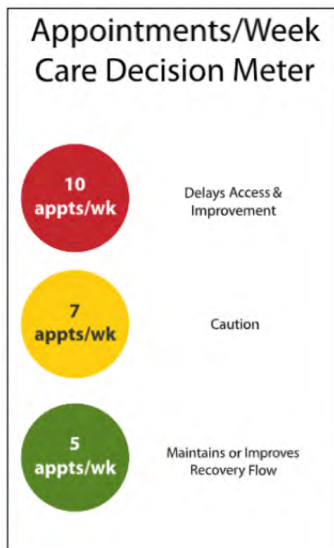 Appointments/Week
Care Decision Meter
10
appts/wk
Delays Access &
Improvement
7
appts/wk
Caution
5
appts/wk
Maintains or Improves
Recovery Flow